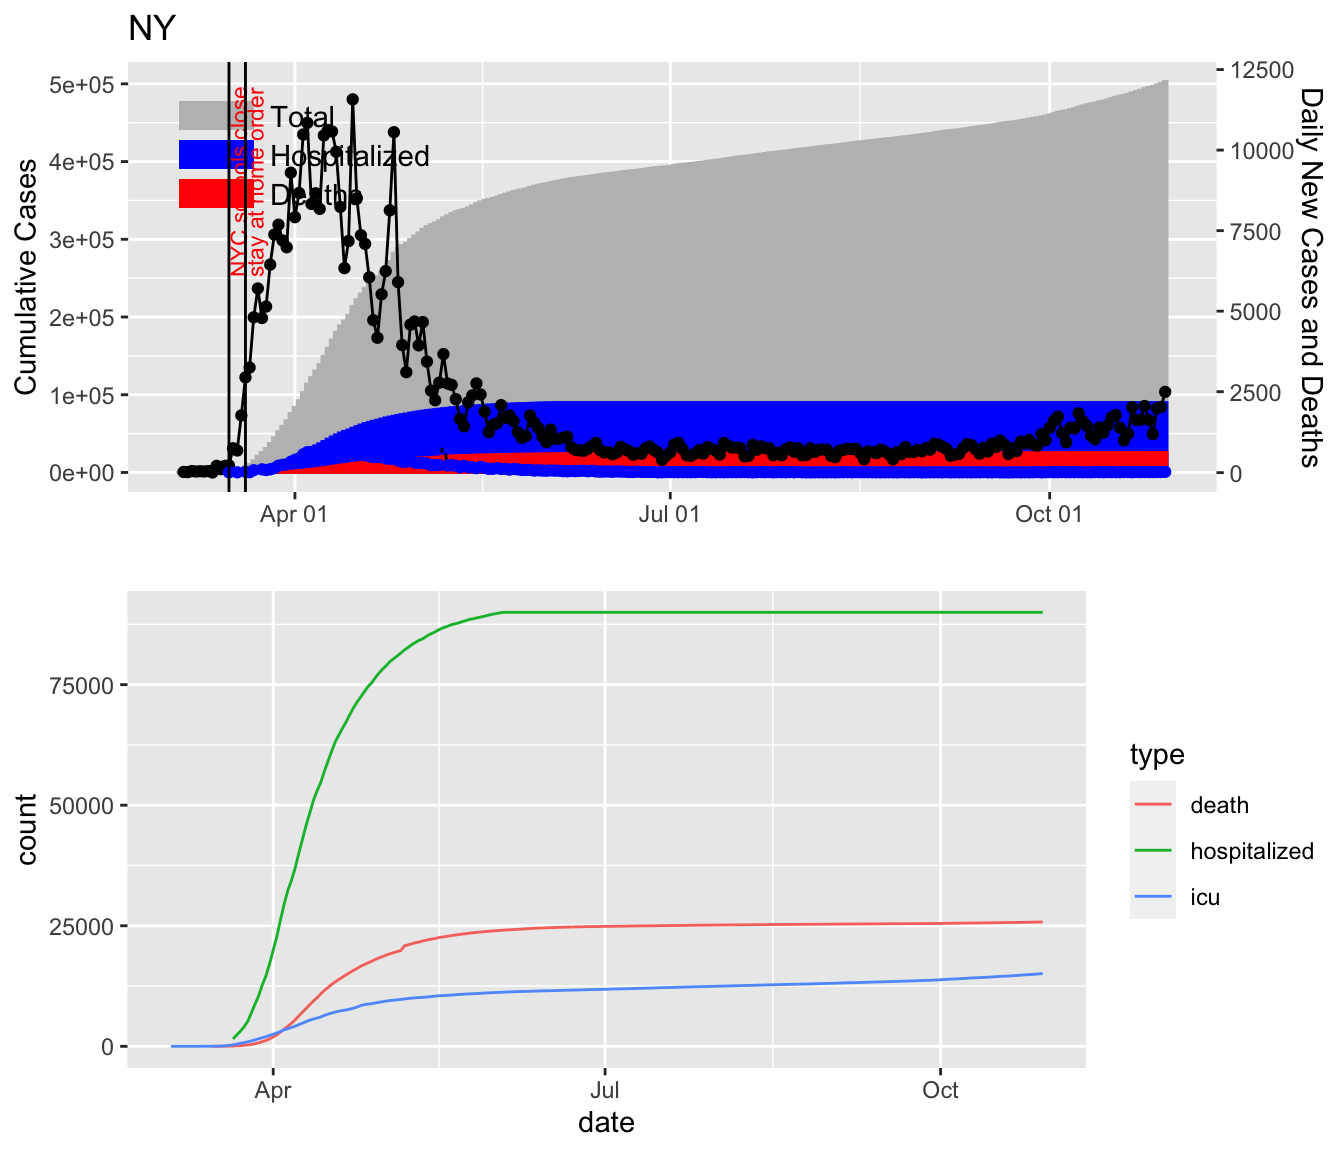 NY
5e+05
4e+05
3e+05
2e+05
1e+05
0e+00
Cumulative Cases
Total
Hospitalized
Deaths
NYC schools close
stay at home order
12500
10000
7500
5000
2500
0
Daily New Cases and Deaths
Apr 01
Jul 01
Oct 01
75000
50000
25000
0
count
Apr
Jul
Oct
date
type
death
hospitalized
icu